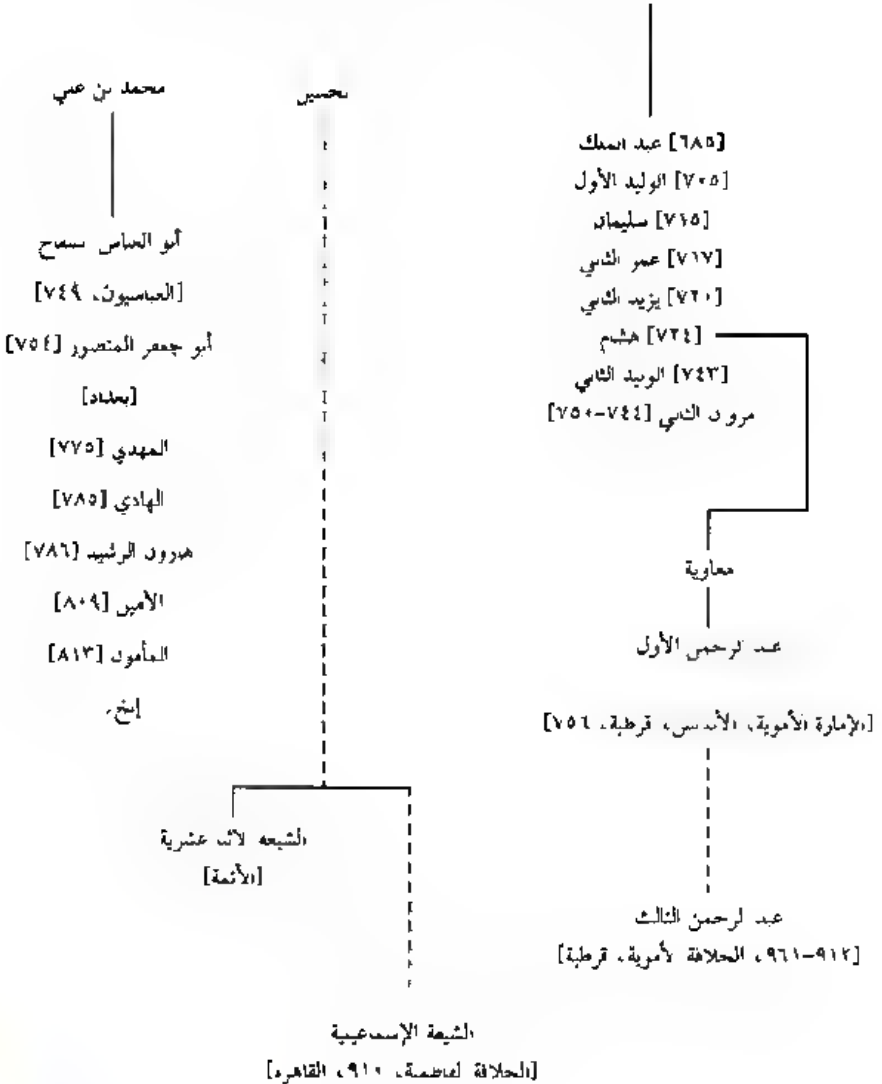 [٦٨٥] عبد الملك
[٧٠٥] الوليد الأول
[٧١٥] سليمان
[٧١٧] عمر الثاني
[٧٢٠] يزيد الثاني
[٧٢٤] هشام
[٧٤٣] الوليد الثاني
مروان الثاني [٧٤٤-٧٥٠]
معاوية
عبد الرحمن الأول
[الإمارة الأموية، الأندلس، قرطبة، ٧٥٦]
عبد الرحمن الثالث
[٩١٢-٩٦١، الخلافة الأموية، قرطبة]
الحسين
الشيعة الاثنا عشرية
[الأئمة]
الشيعة الإسماعيلية
[الخلافة الفاطمية، ٩١٠، القاهرة]
محمد بن علي
أبو العباس السفاح
[العباسيون، ٧٤٩]
أبو جعفر المنصور [٧٥٤]
[بغداد]
المهدي [٧٧٥]
الهادي [٧٨٥]
هارون الرشيد [٧٨٦]
الأمين [٨٠٩]
المأمون [٨١٣]
إلخ.